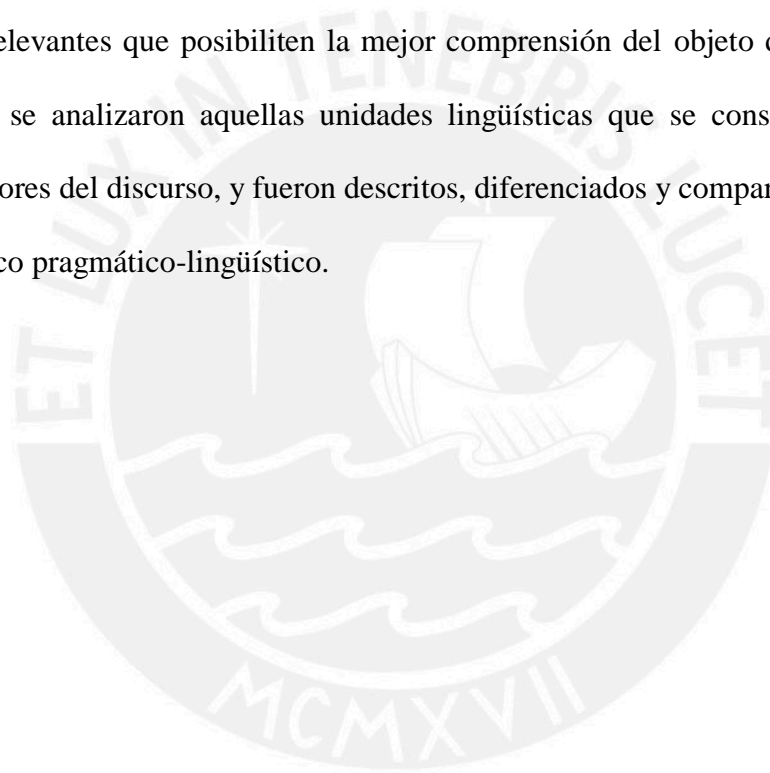 elevantes que posibiliten la mejor comprensión del objeto d
se analizaron aquellas unidades lingüísticas que se cons
ores del discurso, y fueron descritos, diferenciados y compar
co pragmático-lingüístico.
ET LUX IN TENEBRIS LUCET
MCMXVII